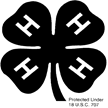 H H
H H
Protected Under
18 U.S.C. 707